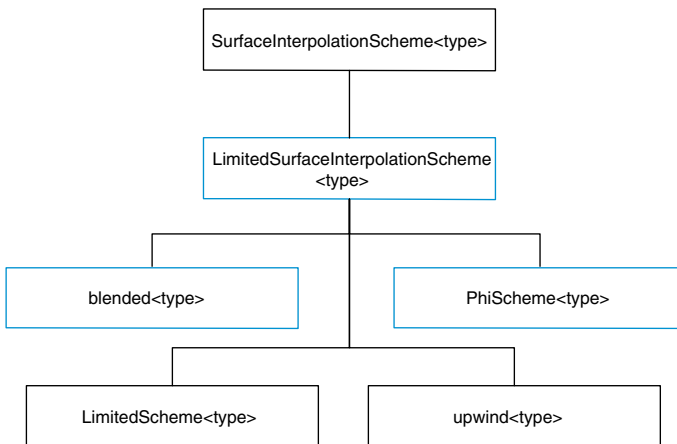 SurfaceInterpolationScheme<type>
LimitedSurfaceInterpolationScheme
<type>
blended<type>
PhiScheme<type>
LimitedScheme<type>
upwind<type>